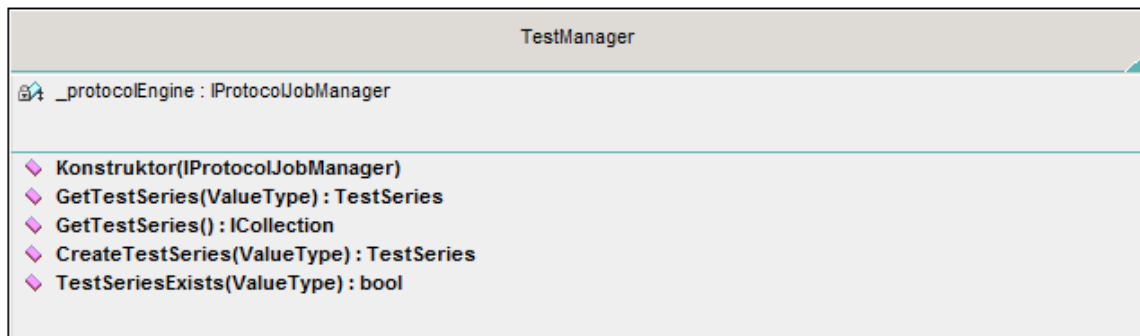 TestManager
_protocolEngine : IProtocolJobManager
Konstruktor(IProtocolJobManager)
GetTestSeries(ValueType) : TestSeries
GetTestSeries() : ICollection
CreateTestSeries(ValueType) : TestSeries
TestSeriesExists(ValueType) : bool